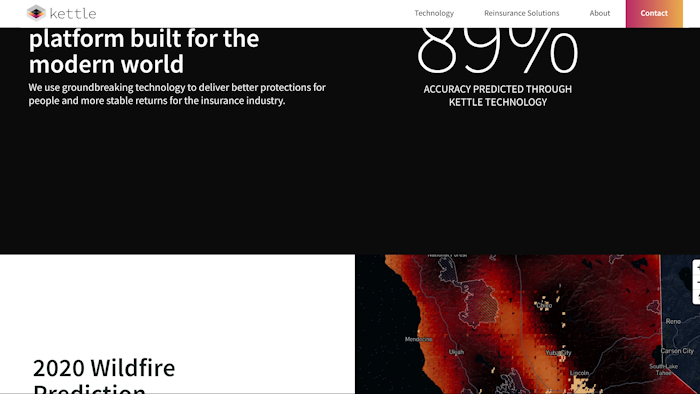 kettle
Technology
Reinsurance Solutions
About
Contact
platform built for the
modern world
We use groundbreaking technology to deliver better protections for
people and more stable returns for the insurance industry.
89%
ACCURACY PREDICTED THROUGH
KETTLE TECHNOLOGY
2020 Wildfire
Prediction
National Forest
Chico
Mendocino
Ukiah
Yuba City
Lincoln
Reno
Carson City
South Lake
Tahoe